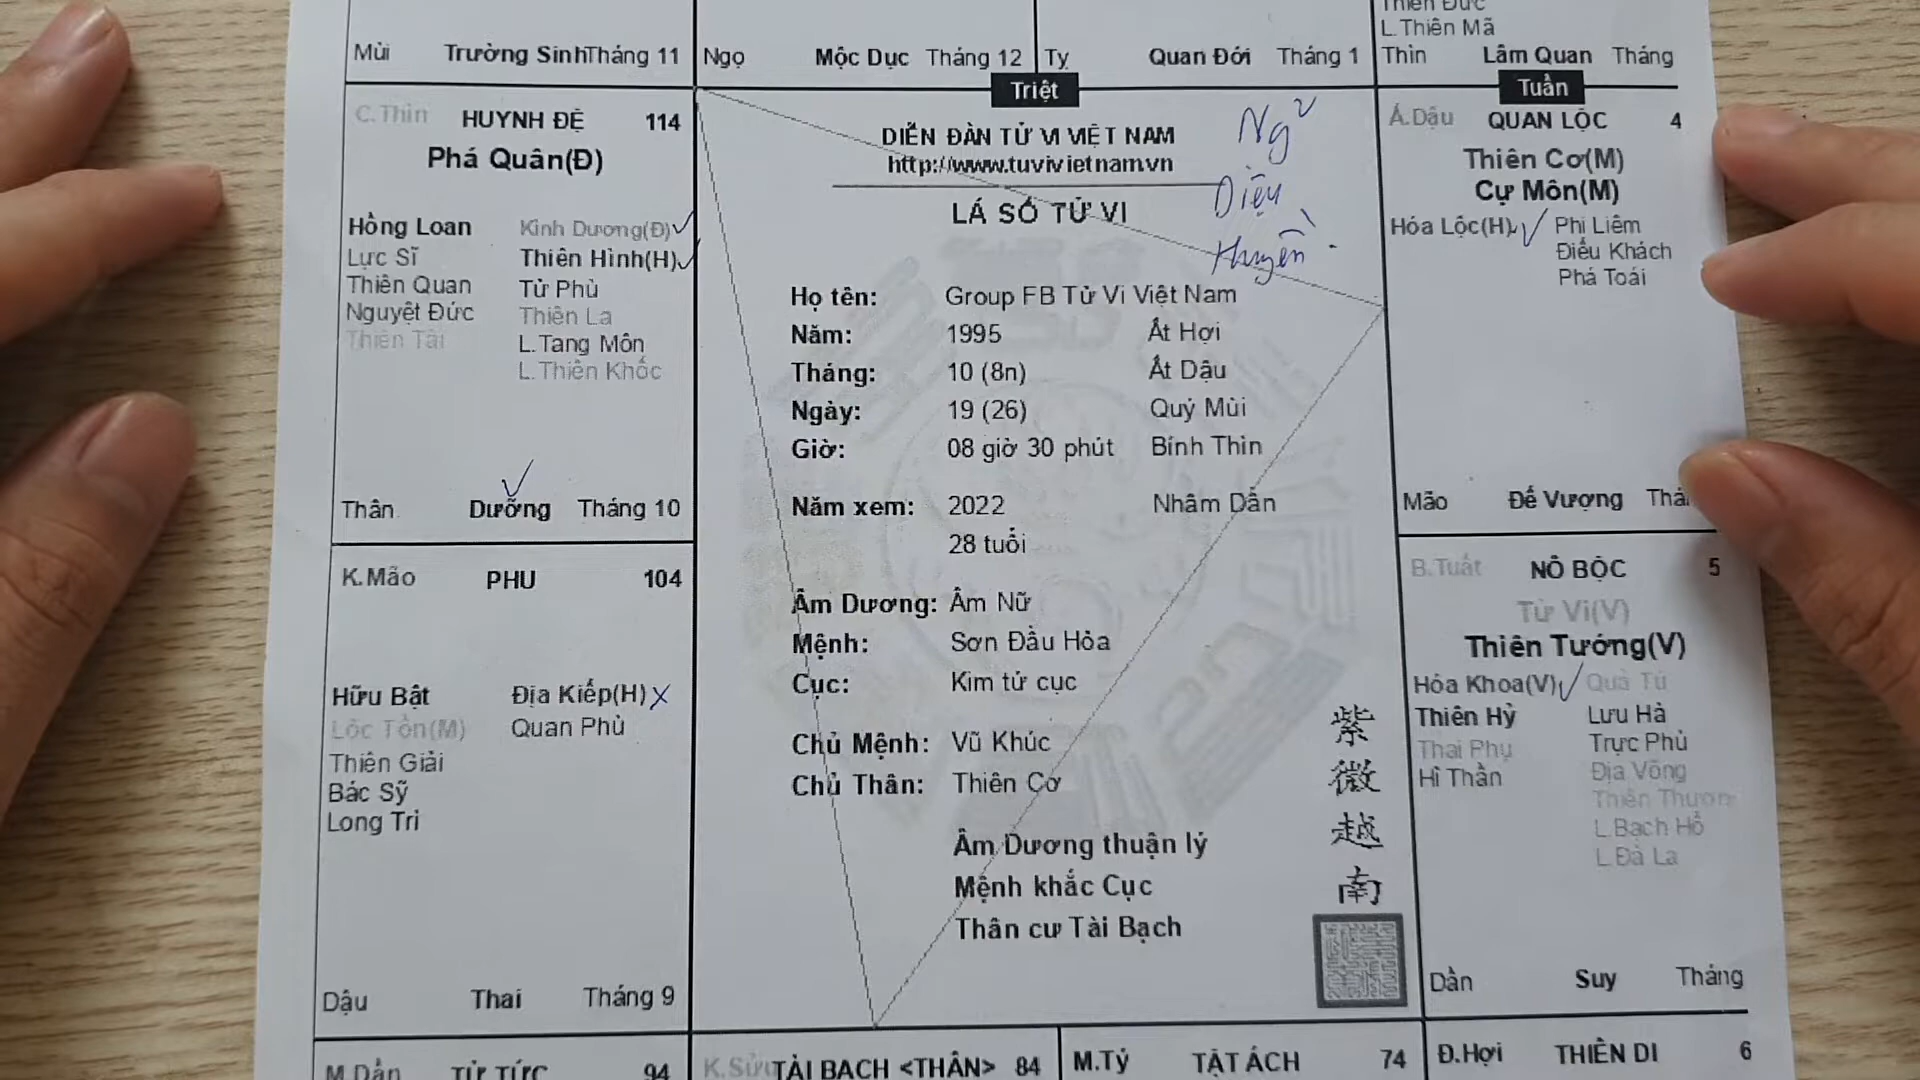 Thiên Đức
L.Thiên Mã
Mùi Trường Sinh Tháng 11
Ngọ Mộc Dục Tháng 12
Tỵ Quan Đới Tháng 1
Thìn Lâm Quan Tháng
Triệt
Tuần
C.Thìn HUYNH ĐỆ 114
Phá Quân(Đ)
Hồng Loan Kình Dương(Đ)
Lực Sĩ Thiên Hình(H)
Thiên Quan Tử Phù
Nguyệt Đức Thiên La
Thiên Tài L.Tang Môn
L.Thiên Khốc
Thân Dưỡng Tháng 10
DIỄN ĐÀN TỬ VI VIỆT NAM
http://www.tuvivietnam.vn
LÁ SỐ TỬ VI
Diệu
Huyền
Họ tên: Group FB Tử Vi Việt Nam
Năm: 1995 Ất Hợi
Tháng: 10 (8n) Ất Dậu
Ngày: 19 (26) Quý Mùi
Giờ: 08 giờ 30 phút Bính Thìn
Năm xem: 2022 Nhâm Dần
28 tuổi
Âm Dương: Âm Nữ
Mệnh: Sơn Đầu Hỏa
Cục: Kim tứ cục
Chủ Mệnh: Vũ Khúc
Chủ Thân: Thiên Cơ
Âm Dương thuận lý
Mệnh khắc Cục
Thân cư Tài Bạch
紫
微
越
南
QUAN LỘC 4
Thiên Cơ(M)
Cự Môn(M)
Hóa Lộc(H) Phi Liêm
Điếu Khách
Phá Toái
Mão Đế Vượng
K.Mão PHU 104
Hữu Bật Địa Kiếp(H)
Lộc Tồn(M) Quan Phù
Thiên Giải
Bác Sỹ
Long Trì
Dậu Thai Tháng 9
B.Tuất NÔ BỘC 5
Tử Vi(V)
Thiên Tướng(V)
Hóa Khoa(V) Quả Tú
Thiên Hỷ Lưu Hà
Thai Phụ Trực Phù
Hỉ Thần Địa Võng
L.Bạch Hổ
L.Đà La
Dần Suy Tháng
M.Dần TỬ TỨC 94
K.Sửu TÀI BẠCH <THÂN> 84
M.Tý TẬT ÁCH 74
Đ.Hợi THIÊN DI 6